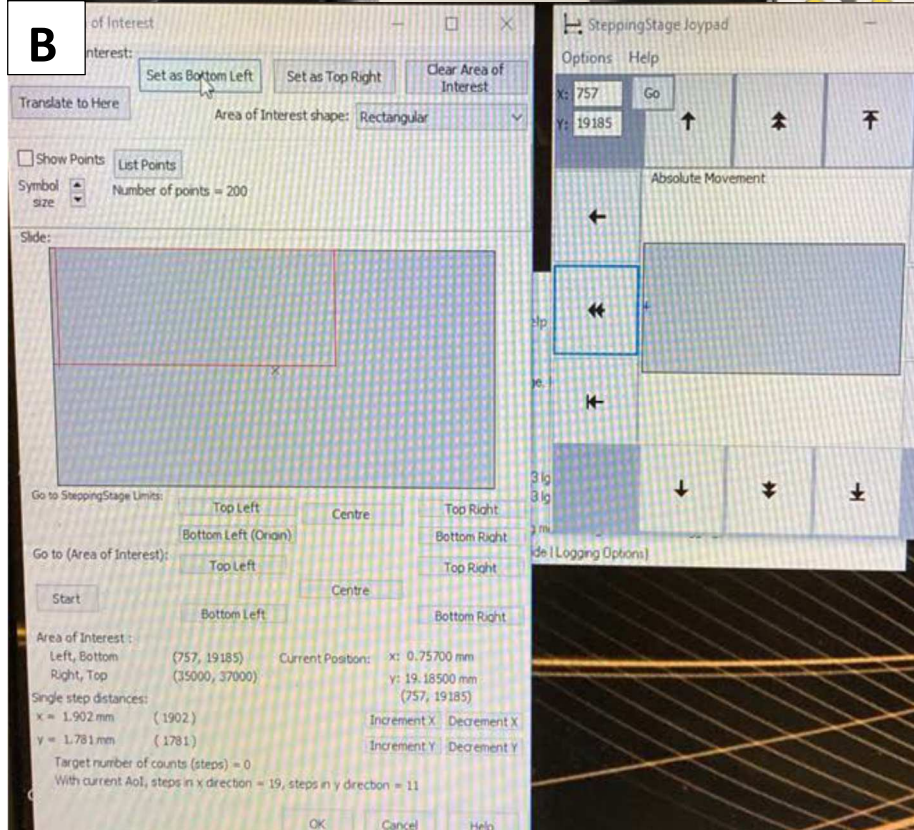 B
of Interest
nterest:
Set as Bottom Left
Set as Top Right
Clear Area of
Interest
Translate to Here
Area of Interest shape: Rectangular
Show Points
List Points
Symbol
size
Number of points = 200
Slide:
Go to SteppingStage Limits:
Top Left
Centre
Top Right
Bottom Left (Origin)
Bottom Right
Go to (Area of Interest):
Top Left
Top Right
Centre
Start
Bottom Left
Bottom Right
Area of Interest :
Left, Bottom (757, 19185) Current Position: x: 0.75700 mm
Right, Top (35000, 37000) y: 19.18500 mm
(757, 19185)
Single step distances:
x = 1.902 mm (1902)
Increment X Decrement X
y = 1.781 mm (1781)
Increment Y Decrement Y
Target number of counts (steps) = 0
With current AoI, steps in x direction = 19, steps in y direction = 11
OK Cancel Help
SteppingStage Joypad
Options Help
X: 757 Go
Y: 19185
Absolute Movement
elp
3 lg
3 lg
de (Logging Options)